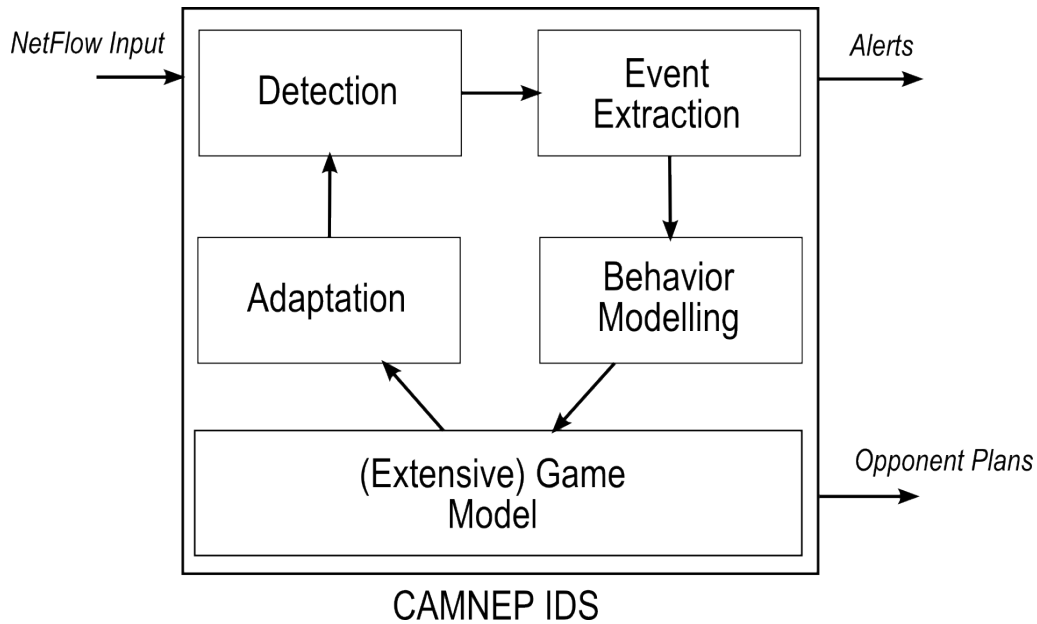 NetFlow Input
Alerts
Detection
Event
Extraction
Adaptation
Behavior
Modelling
(Extensive) Game
Model
Opponent Plans
CAMNEP IDS